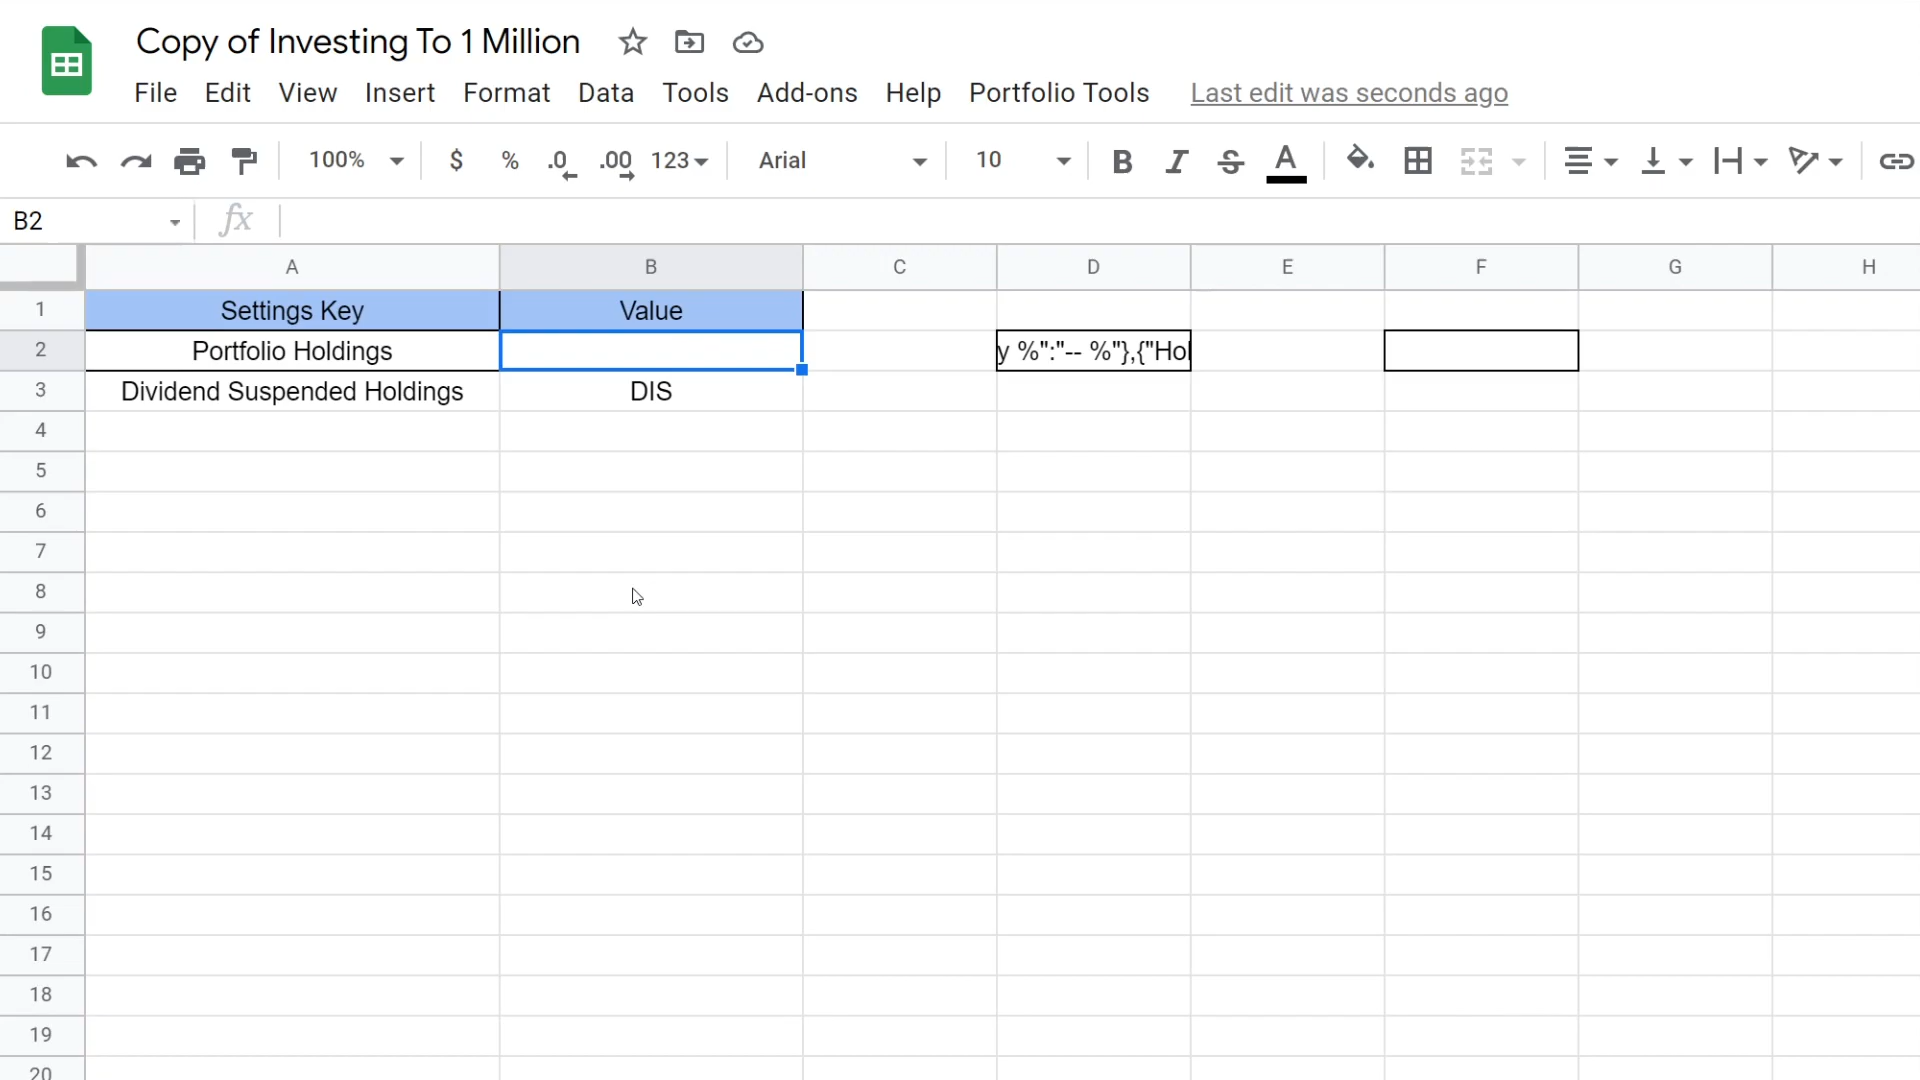 Copy of Investing To 1 Million
File Edit View Insert Format Data Tools Add-ons Help Portfolio Tools Last edit was seconds ago
100% $ % .0 .00 123 Arial 10 B I S A
B2 fx
A B C D E F G H
1 Settings Key Value
2 Portfolio Holdings y %":"-- %"},{"Hol
3 Dividend Suspended Holdings DIS
4
5
6
7
8
9
10
11
12
13
14
15
16
17
18
19
20